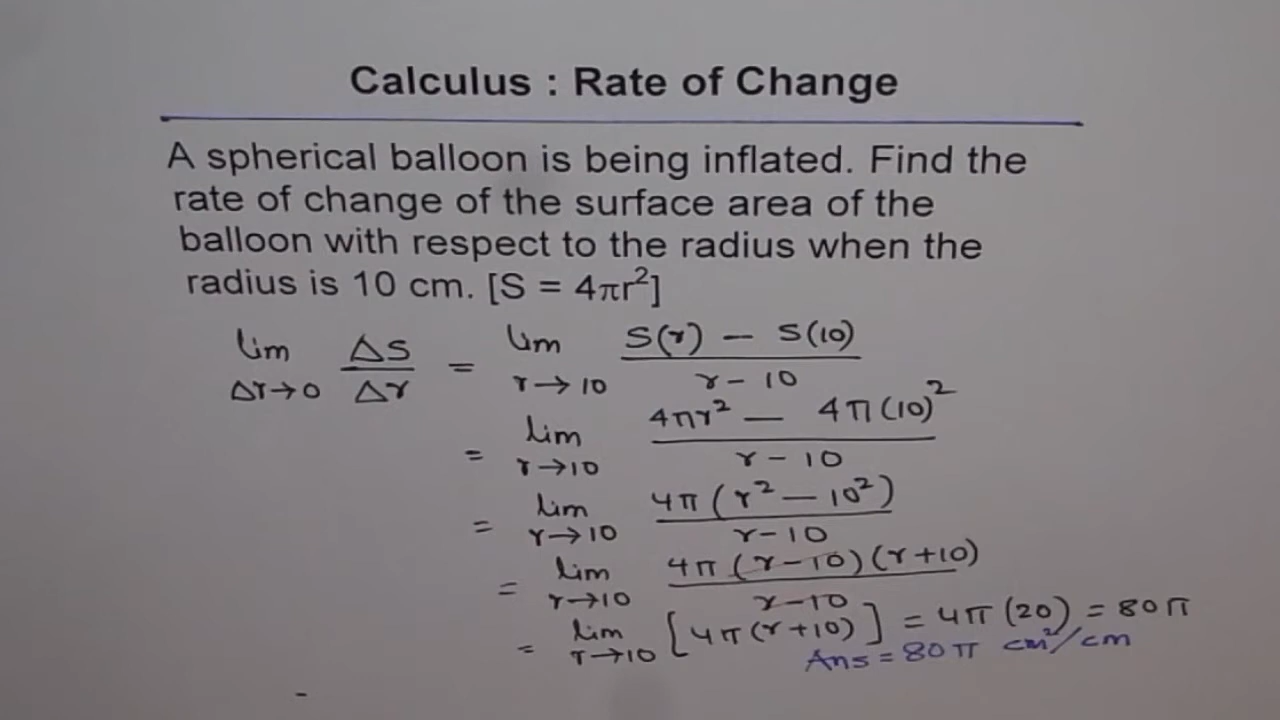 Calculus : Rate of Change
A spherical balloon is being inflated. Find the
rate of change of the surface area of the
balloon with respect to the radius when the
radius is 10 cm. [S = 4πr²]
lim Δr→0 ΔS/Δr = lim r→10 (S(r) − S(10))/(r − 10)
= lim r→10 (4πr² − 4π(10)²)/(r − 10)
= lim r→10 4π(r² − 10²)/(r − 10)
= lim r→10 4π(r − 10)(r + 10)/(r − 10)
= lim r→10 [4π(r + 10)] = 4π(20) = 80π
Ans = 80π cm²/cm